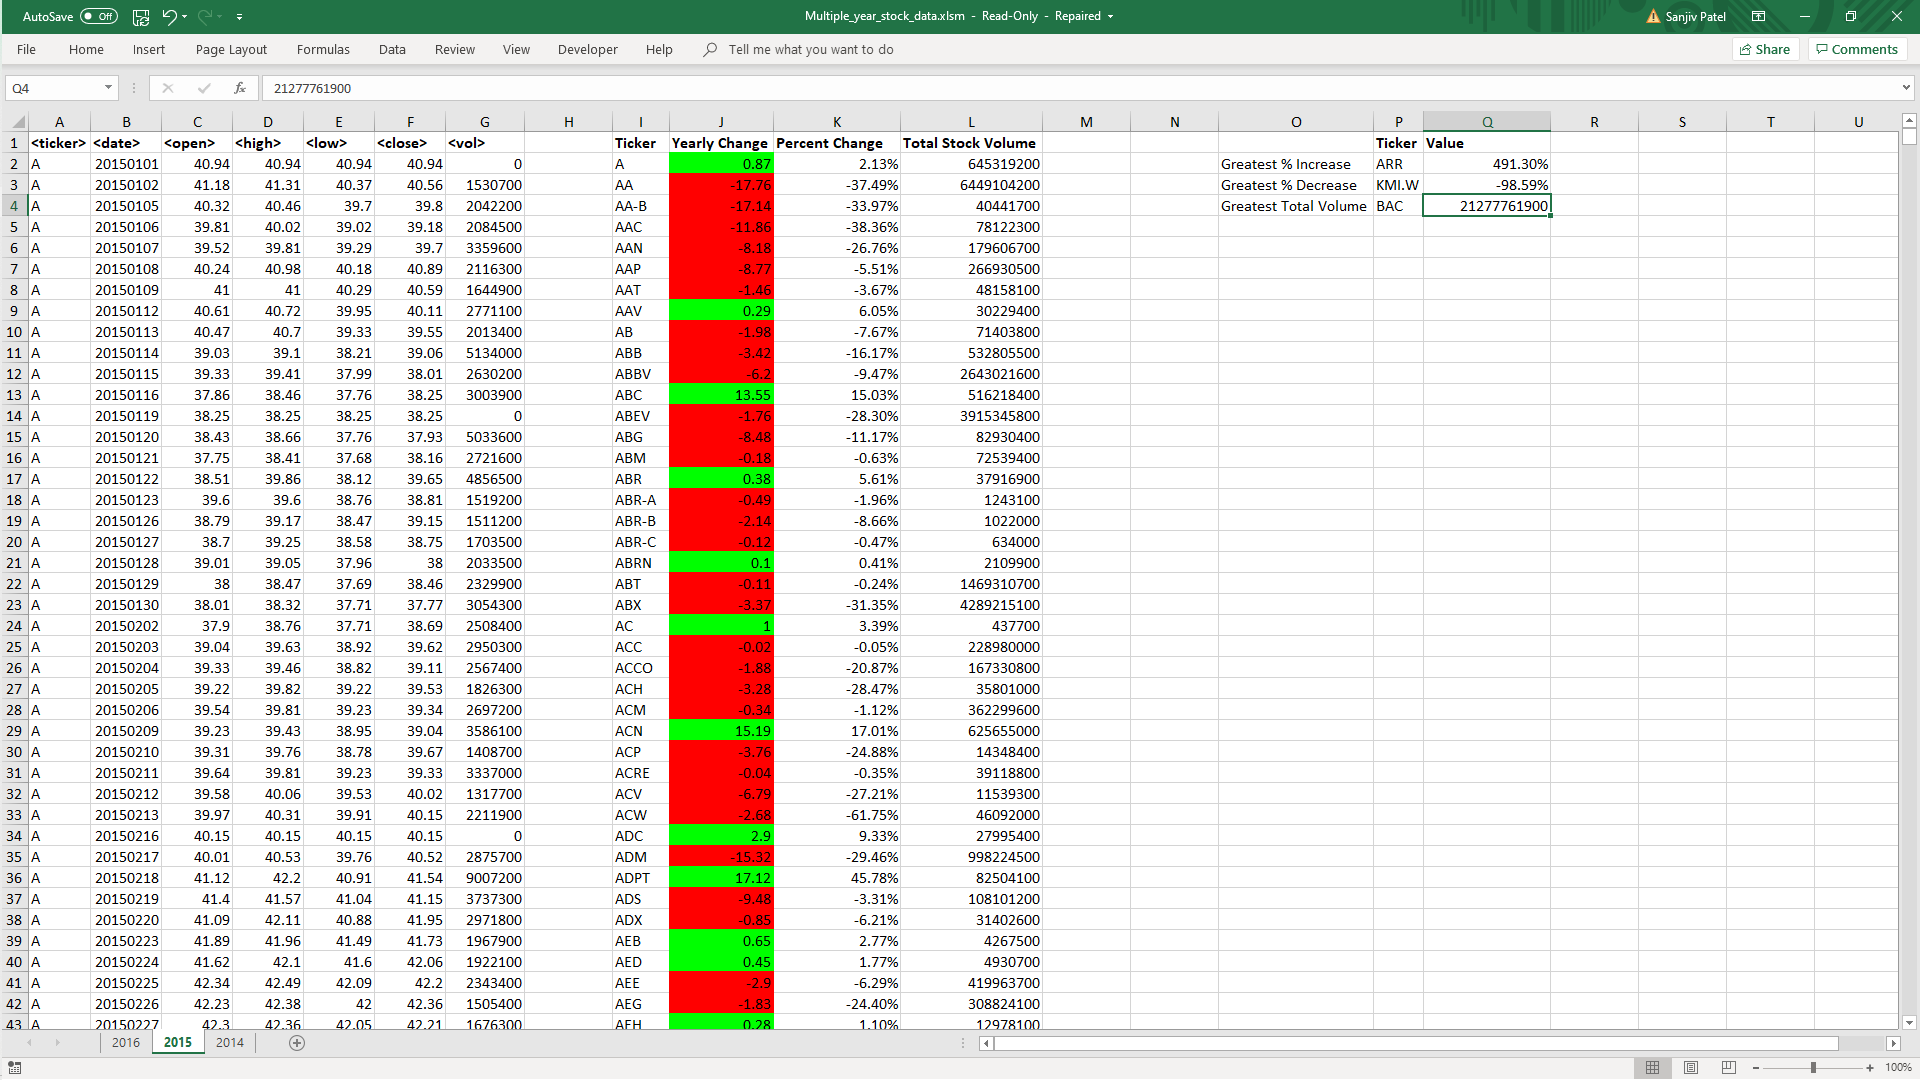 AutoSave Off Multiple_year_stock_data.xlsm - Read-Only - Repaired Sanjiv Patel
File Home Insert Page Layout Formulas Data Review View Developer Help Tell me what you want to do Share Comments
Q4 fx 21277761900
A B C D E F G H I J K L M N O P Q R S T U
1 <ticker> <date> <open> <high> <low> <close> <vol> Ticker Yearly Change Percent Change Total Stock Volume Ticker Value
2 A 20150101 40.94 40.94 40.94 40.94 0 A 0.87 2.13% 645319200 Greatest % Increase ARR 491.30%
3 A 20150102 41.18 41.31 40.37 40.56 1530700 AA -17.76 -37.49% 6449104200 Greatest % Decrease KMI.W -98.59%
4 A 20150105 40.32 40.46 39.7 39.8 2042200 AA-B -17.14 -33.97% 40441700 Greatest Total Volume BAC 21277761900
5 A 20150106 39.81 40.02 39.02 39.18 2084500 AAC -11.86 -38.36% 78122300
6 A 20150107 39.52 39.81 39.29 39.7 3359600 AAN -8.18 -26.76% 179606700
7 A 20150108 40.24 40.98 40.18 40.89 2116300 AAP -8.77 -5.51% 266930500
8 A 20150109 41 41 40.29 40.59 1644900 AAT -1.46 -3.67% 48158100
9 A 20150112 40.61 40.72 39.95 40.11 2771100 AAV 0.29 6.05% 30229400
10 A 20150113 40.47 40.7 39.33 39.55 2013400 AB -1.98 -7.67% 71403800
11 A 20150114 39.03 39.1 38.21 39.06 5134000 ABB -3.42 -16.17% 532805500
12 A 20150115 39.33 39.41 37.99 38.01 2630200 ABBV -6.2 -9.47% 2643021600
13 A 20150116 37.86 38.46 37.76 38.25 3003900 ABC 13.55 15.03% 516218400
14 A 20150119 38.25 38.25 38.25 38.25 0 ABEV -1.76 -28.30% 3915345800
15 A 20150120 38.43 38.66 37.76 37.93 5033600 ABG -8.48 -11.17% 82930400
16 A 20150121 37.75 38.41 37.68 38.16 2721600 ABM -0.18 -0.63% 72539400
17 A 20150122 38.51 39.86 38.12 39.65 4856500 ABR 0.38 5.61% 37916900
18 A 20150123 39.6 39.6 38.76 38.81 1519200 ABR-A -0.49 -1.96% 1243100
19 A 20150126 38.79 39.17 38.47 39.15 1511200 ABR-B -2.14 -8.66% 1022000
20 A 20150127 38.7 39.25 38.58 38.75 1703500 ABR-C -0.12 -0.47% 634000
21 A 20150128 39.01 39.05 37.96 38 2033500 ABRN 0.1 0.41% 2109900
22 A 20150129 38 38.47 37.69 38.46 2329900 ABT -0.11 -0.24% 1469310700
23 A 20150130 38.01 38.32 37.71 37.77 3054300 ABX -3.37 -31.35% 4289215100
24 A 20150202 37.9 38.76 37.71 38.69 2508400 AC 1 3.39% 437700
25 A 20150203 39.04 39.63 38.92 39.62 2950300 ACC -0.02 -0.05% 228980000
26 A 20150204 39.33 39.46 38.82 39.11 2567400 ACCO -1.88 -20.87% 167330800
27 A 20150205 39.22 39.82 39.22 39.53 1826300 ACH -3.28 -28.47% 35801000
28 A 20150206 39.54 39.81 39.23 39.34 2697200 ACM -0.34 -1.12% 362299600
29 A 20150209 39.23 39.43 38.95 39.04 3586100 ACN 15.19 17.01% 625655000
30 A 20150210 39.31 39.76 38.78 39.67 1408700 ACP -3.76 -24.88% 14348400
31 A 20150211 39.64 39.81 39.23 39.33 3337000 ACRE -0.04 -0.35% 39118800
32 A 20150212 39.58 40.06 39.53 40.02 1317700 ACV -6.79 -27.21% 11539300
33 A 20150213 39.97 40.31 39.91 40.15 2211900 ACW -2.68 -61.75% 46092000
34 A 20150216 40.15 40.15 40.15 40.15 0 ADC 2.9 9.33% 27995400
35 A 20150217 40.01 40.53 39.76 40.52 2875700 ADM -15.32 -29.46% 998224500
36 A 20150218 41.12 42.2 40.91 41.54 9007200 ADPT 17.12 45.78% 82504100
37 A 20150219 41.4 41.57 41.04 41.15 3737300 ADS -9.48 -3.31% 108101200
38 A 20150220 41.09 42.11 40.88 41.95 2971800 ADX -0.85 -6.21% 31402600
39 A 20150223 41.89 41.96 41.49 41.73 1967900 AEB 0.65 2.77% 4267500
40 A 20150224 41.62 42.1 41.6 42.06 1922100 AED 0.45 1.77% 4930700
41 A 20150225 42.34 42.49 42.09 42.2 2343400 AEE -2.9 -6.29% 419963700
42 A 20150226 42.23 42.38 42 42.36 1505400 AEG -1.83 -24.40% 308824100
43 A 20150227 42.3 42.36 42.05 42.21 1676300 AEH 0.28 1.10% 12978100
2016 2015 2014
100%